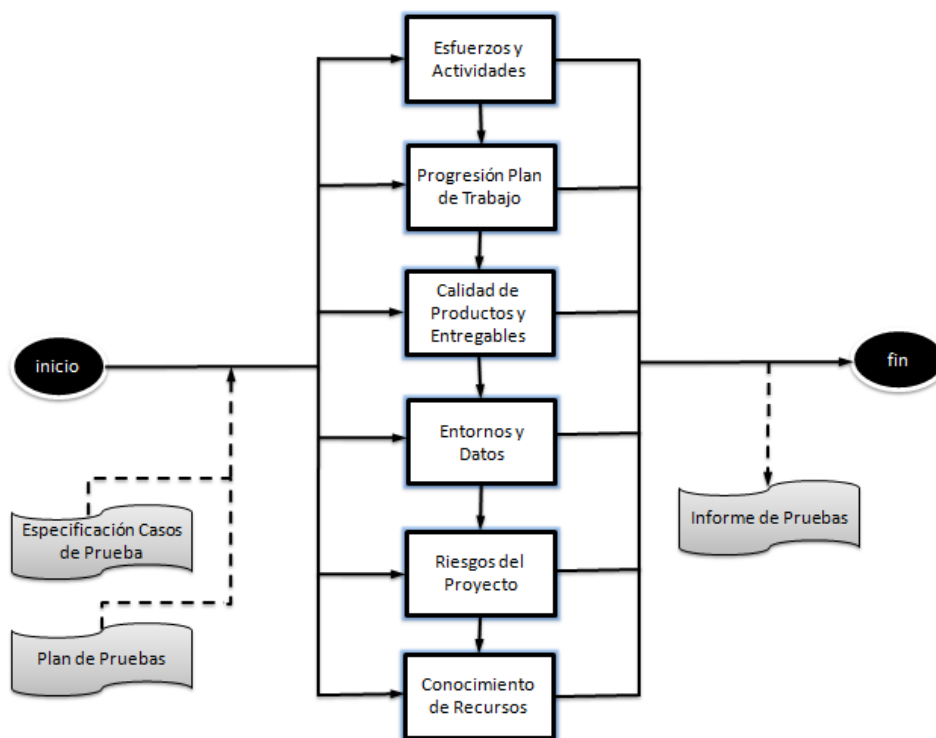 Esfuerzos y
Actividades
Progresión Plan
de Trabajo
Calidad de
Productos y
Entregables
inicio
fin
Entornos y
Datos
Especificación Casos
de Prueba
Informe de Pruebas
Riesgos del
Proyecto
Plan de Pruebas
Conocimiento
de Recursos